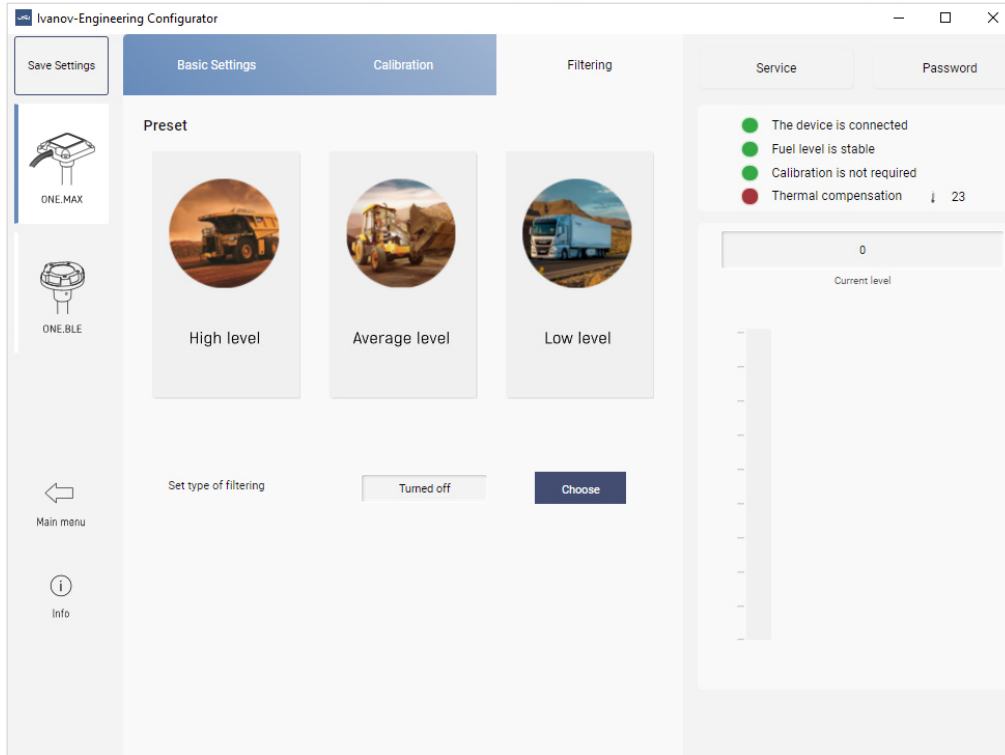 Ivanov-Engineering Configurator
Save Settings
Basic Settings
Calibration
Filtering
Service
Password
ONE.MAX
ONE.BLE
Main menu
Info
Preset
High level
Average level
Low level
Set type of filtering
Turned off
Choose
The device is connected
Fuel level is stable
Calibration is not required
Thermal compensation 23
0
Current level